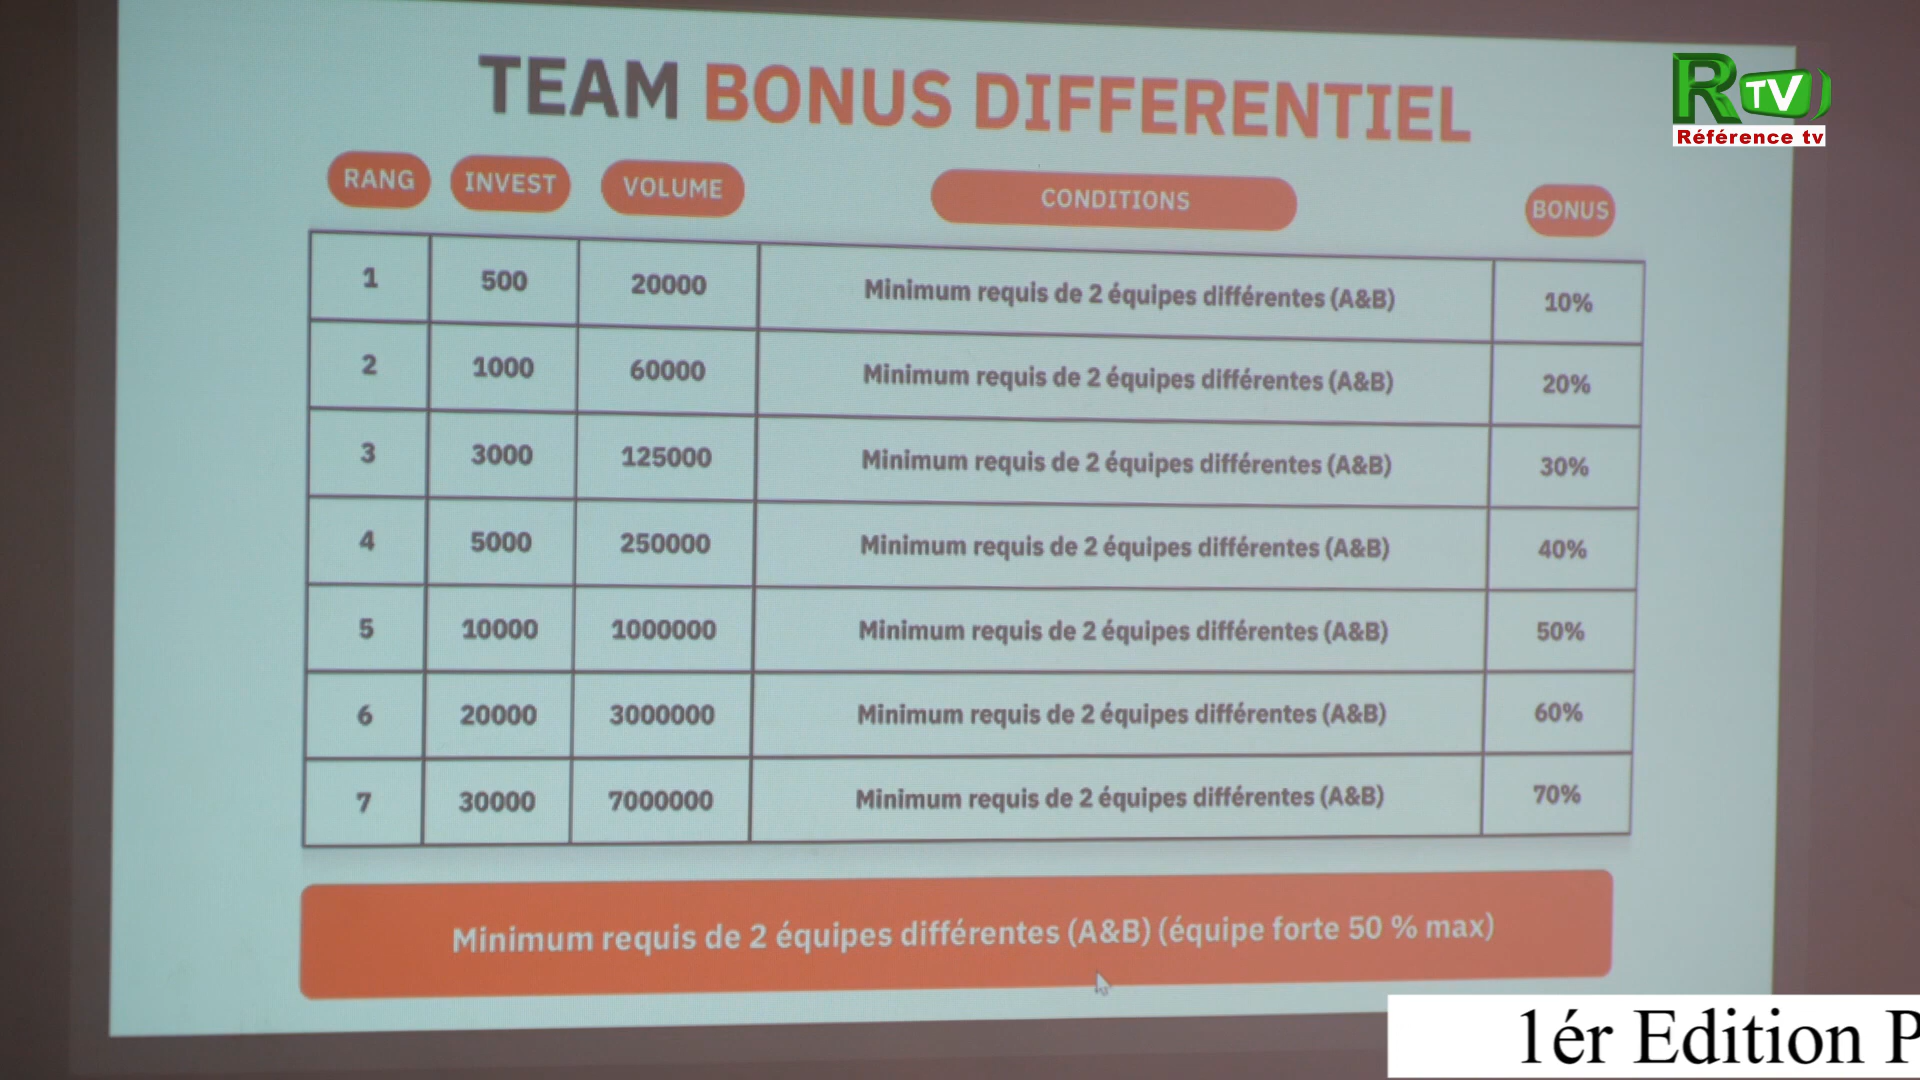 TEAM BONUS DIFFERENTIEL
R TV
Référence tv
RANG INVEST VOLUME CONDITIONS BONUS
1 500 20000 Minimum requis de 2 équipes différentes (A&B) 10%
2 1000 60000 Minimum requis de 2 équipes différentes (A&B) 20%
3 3000 125000 Minimum requis de 2 équipes différentes (A&B) 30%
4 5000 250000 Minimum requis de 2 équipes différentes (A&B) 40%
5 10000 1000000 Minimum requis de 2 équipes différentes (A&B) 50%
6 20000 3000000 Minimum requis de 2 équipes différentes (A&B) 60%
7 30000 7000000 Minimum requis de 2 équipes différentes (A&B) 70%
Minimum requis de 2 équipes différentes (A&B) (équipe forte 50 % max)
1ér Edition P